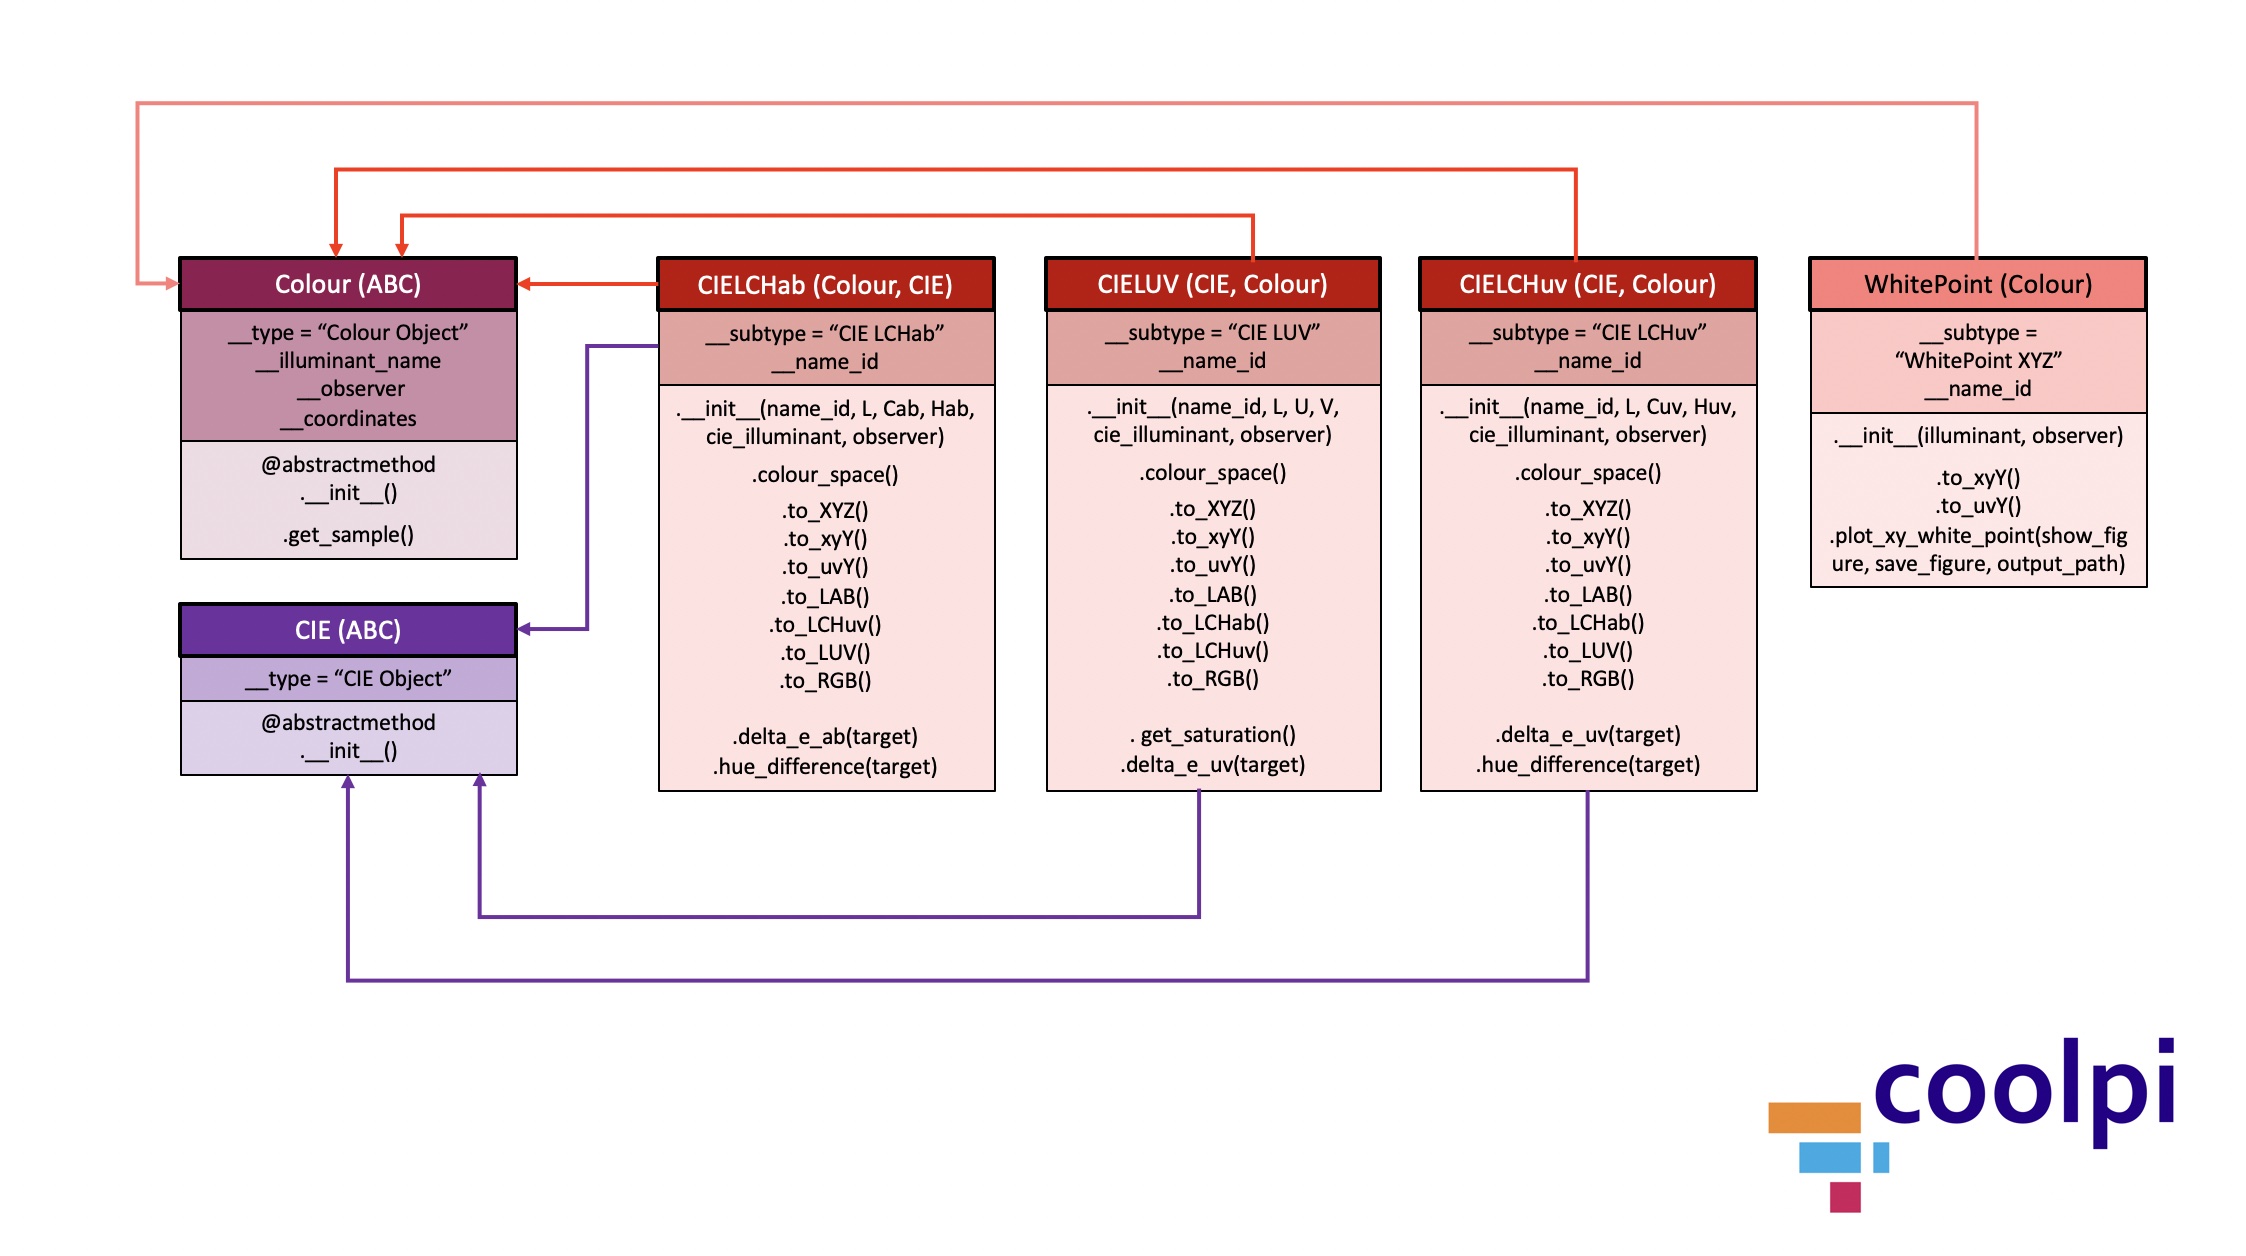 Colour (ABC)
__type = “Colour Object”
__illuminant_name
__observer
__coordinates
@abstractmethod
.__init__()
.get_sample()
CIE (ABC)
__type = “CIE Object”
@abstractmethod
.__init__()
CIELCHab (Colour, CIE)
__subtype = “CIE LCHab”
__name_id
.__init__(name_id, L, Cab, Hab,
cie_illuminant, observer)
.colour_space()
.to_XYZ()
.to_xyY()
.to_uvY()
.to_LAB()
.to_LCHuv()
.to_LUV()
.to_RGB()
.delta_e_ab(target)
.hue_difference(target)
CIELUV (CIE, Colour)
__subtype = “CIE LUV”
__name_id
.__init__(name_id, L, U, V,
cie_illuminant, observer)
.colour_space()
.to_XYZ()
.to_xyY()
.to_uvY()
.to_LAB()
.to_LCHab()
.to_LCHuv()
.to_RGB()
. get_saturation()
.delta_e_uv(target)
CIELCHuv (CIE, Colour)
__subtype = “CIE LCHuv”
__name_id
.__init__(name_id, L, Cuv, Huv,
cie_illuminant, observer)
.colour_space()
.to_XYZ()
.to_xyY()
.to_uvY()
.to_LAB()
.to_LCHab()
.to_LUV()
.to_RGB()
.delta_e_uv(target)
.hue_difference(target)
WhitePoint (Colour)
__subtype =
“WhitePoint XYZ”
__name_id
.__init__(illuminant, observer)
.to_xyY()
.to_uvY()
.plot_xy_white_point(show_fig
ure, save_figure, output_path)
coolpi